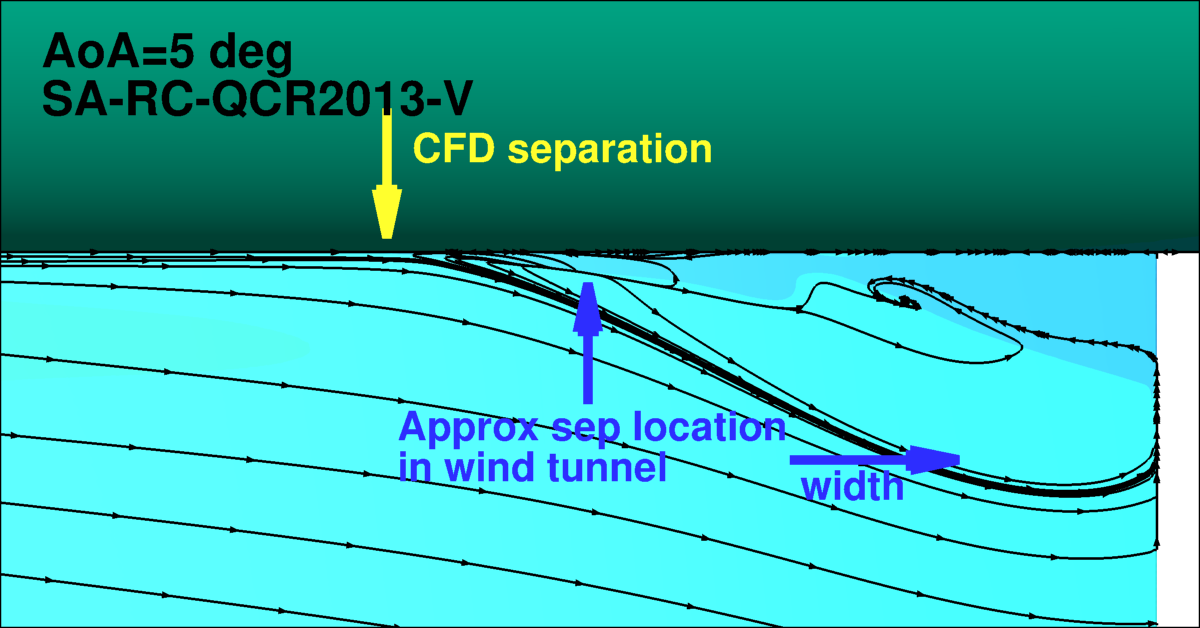 AoA=5 deg
SA-RC-QCR2013-V
CFD separation
Approx sep location
in wind tunnel
width